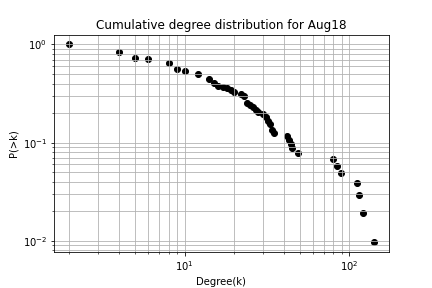 Cumulative degree distribution for Aug18
P(>k)
10⁰
10⁻¹
10⁻²
10¹
10²
Degree(k)